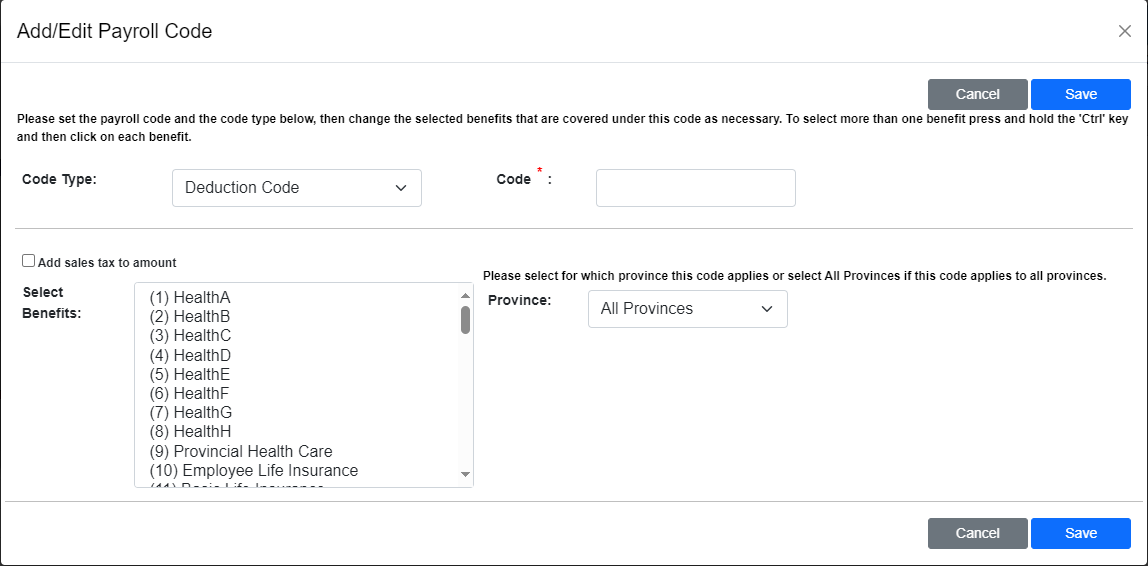 Add/Edit Payroll Code
Cancel
Save
Please set the payroll code and the code type below, then change the selected benefits that are covered under this code as necessary. To select more than one benefit press and hold the 'Ctrl' key
and then click on each benefit.
Code Type:
Deduction Code
Code * :
Add sales tax to amount
Please select for which province this code applies or select All Provinces if this code applies to all provinces.
Select
Benefits:
(1) HealthA
(2) HealthB
(3) HealthC
(4) HealthD
(5) HealthE
(6) HealthF
(7) HealthG
(8) HealthH
(9) Provincial Health Care
(10) Employee Life Insurance
(11) Basic Life Insurance
Province:
All Provinces
Cancel
Save